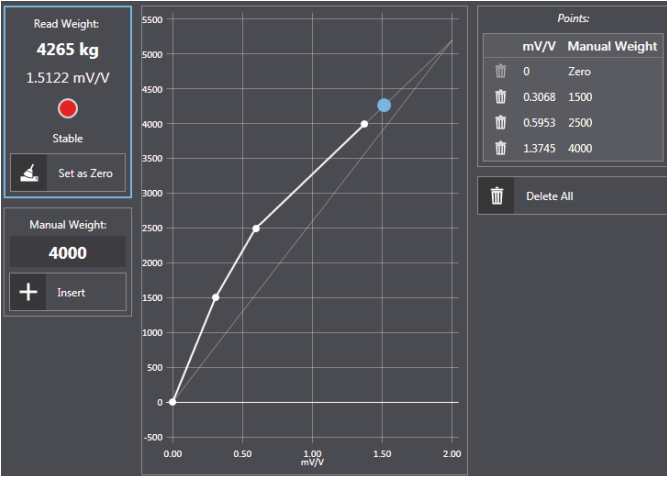 Read Weight:
4265 kg
1.5122 mV/V
Stable
Set as Zero
Manual Weight:
4000
Insert
5500
5000
4500
4000
3500
3000
2500
2000
1500
1000
500
0
-500
0.00 0.50 1.00 1.50 2.00
mV/V
Points:
mV/V Manual Weight
0 Zero
0.3068 1500
0.5953 2500
1.3745 4000
Delete All